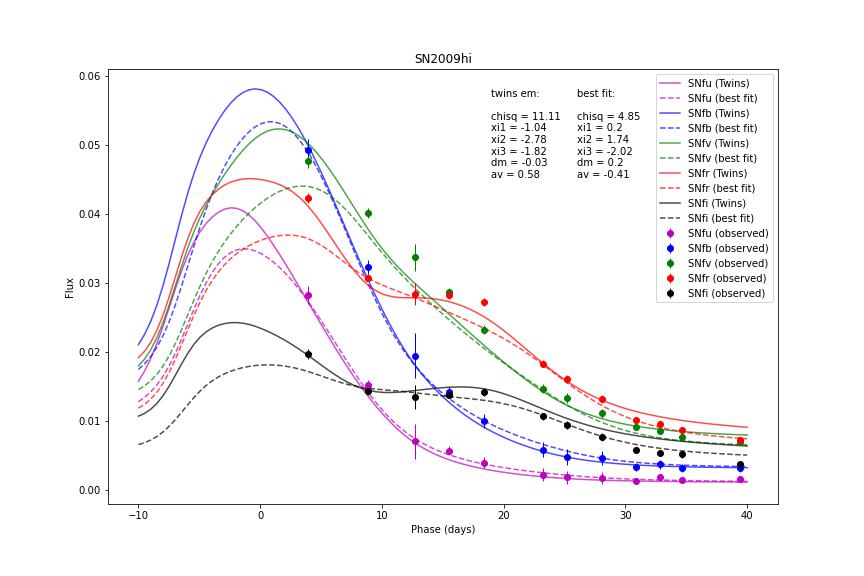 SN2009hi
0.06
0.05
0.04
0.03
0.02
0.01
0.00
Flux
−10
0
10
20
30
40
Phase (days)
twins em:
chisq = 11.11
xi1 = -1.04
xi2 = -2.78
xi3 = -1.82
dm = -0.03
av = 0.58
best fit:
chisq = 4.85
xi1 = 0.2
xi2 = 1.74
xi3 = -2.02
dm = 0.2
av = -0.41
SNfu (Twins)
SNfu (best fit)
SNfb (Twins)
SNfb (best fit)
SNfv (Twins)
SNfv (best fit)
SNfr (Twins)
SNfr (best fit)
SNfi (Twins)
SNfi (best fit)
SNfu (observed)
SNfb (observed)
SNfv (observed)
SNfr (observed)
SNfi (observed)